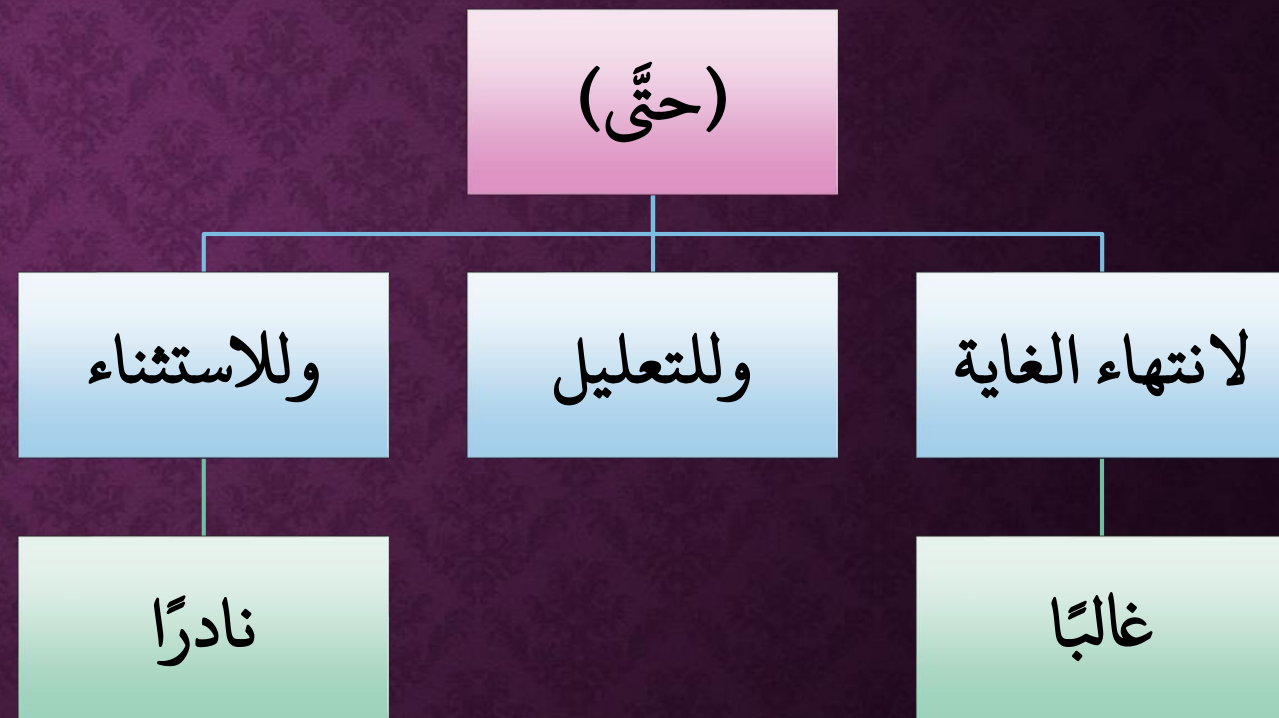 (حتَّى)
لانتهاء الغاية
وللتعليل
وللاستثناء
غالبًا
نادرًا